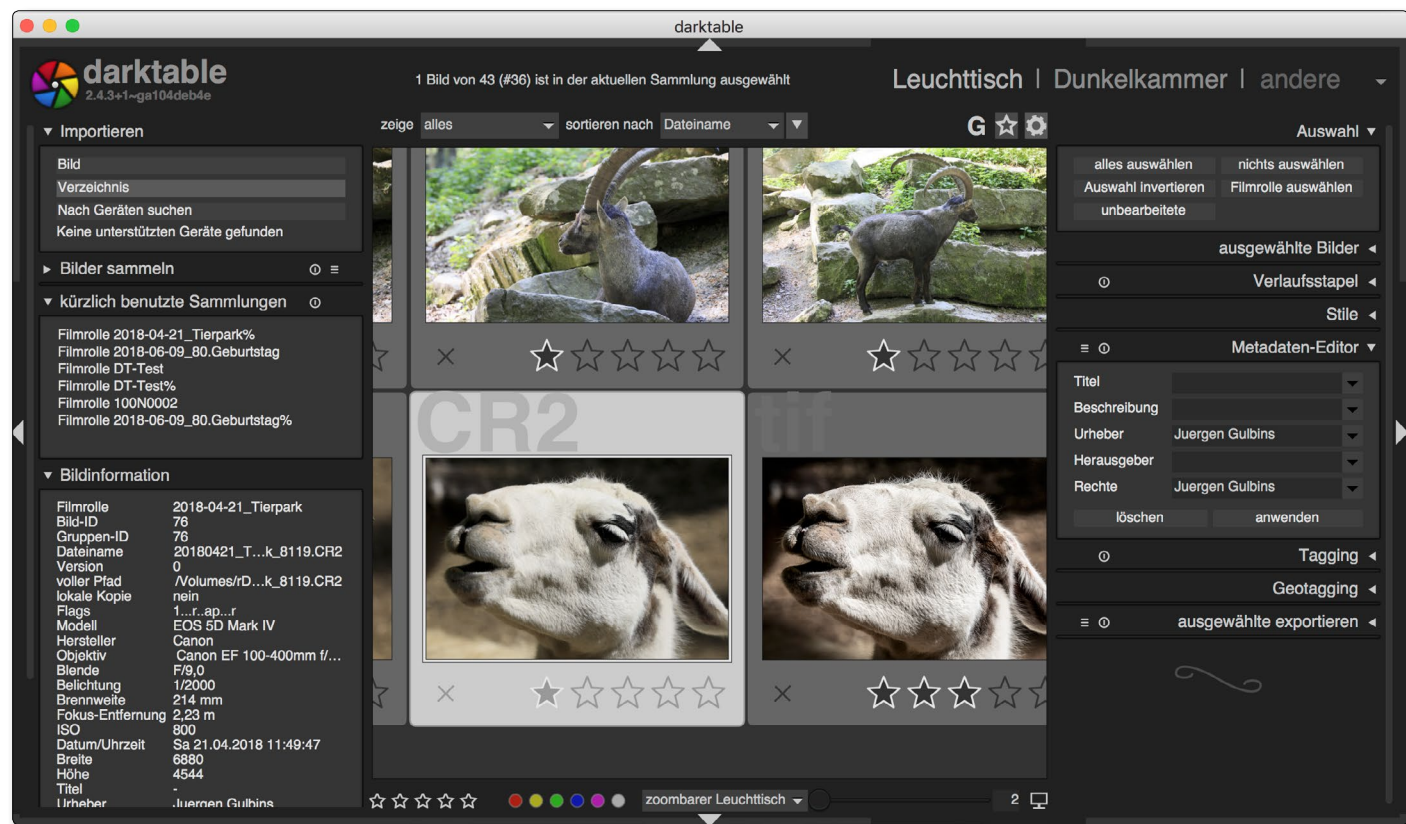 darktable
darktable
2.4.3+1~ga104deb4e
1 Bild von 43 (#36) ist in der aktuellen Sammlung ausgewählt
Leuchttisch | Dunkelkammer | andere
zeige alles sortieren nach Dateiname
G
Importieren
Bild
Verzeichnis
Nach Geräten suchen
Keine unterstützten Geräte gefunden
Bilder sammeln
kürzlich benutzte Sammlungen
Filmrolle 2018-04-21_Tierpark%
Filmrolle 2018-06-09_80.Geburtstag
Filmrolle DT-Test
Filmrolle DT-Test%
Filmrolle 100N0002
Filmrolle 2018-06-09_80.Geburtstag%
Bildinformation
Filmrolle 2018-04-21_Tierpark
Bild-ID 76
Gruppen-ID 76
Dateiname 20180421_T...k_8119.CR2
Version 0
voller Pfad /Volumes/rD...k_8119.CR2
lokale Kopie nein
Flags 1...r..ap...r
Modell EOS 5D Mark IV
Hersteller Canon
Objektiv Canon EF 100-400mm f/...
Blende F/9,0
Belichtung 1/2000
Brennweite 214 mm
Fokus-Entfernung 2,23 m
ISO 800
Datum/Uhrzeit Sa 21.04.2018 11:49:47
Breite 6880
Höhe 4544
Titel -
Urheber Juergen Gulbins
CR2
tif
zoombarer Leuchttisch
2
Auswahl
alles auswählen nichts auswählen
Auswahl invertieren Filmrolle auswählen
unbearbeitete
ausgewählte Bilder
Verlaufsstapel
Stile
Metadaten-Editor
Titel
Beschreibung
Urheber Juergen Gulbins
Herausgeber
Rechte Juergen Gulbins
löschen anwenden
Tagging
Geotagging
ausgewählte exportieren